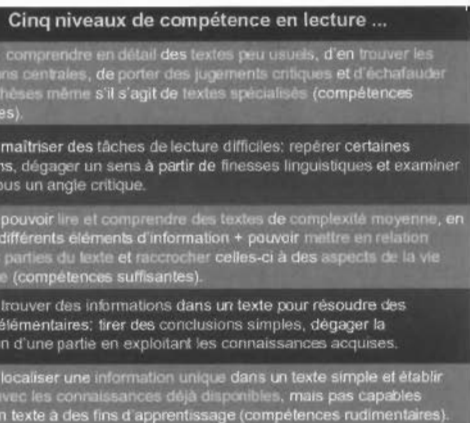 Cinq niveaux de compétence en lecture ...
comprendre en détail des textes peu usuels, d'en trouver les
ns centrales, de porter des jugements critiques et d'échafauder
hèses même s'il s'agit de textes spécialisés (compétences
es).
maîtriser des tâches de lecture difficiles: repérer certaines
ns, dégager un sens à partir de finesses linguistiques et examiner
ous un angle critique.
pouvoir lire et comprendre des textes de complexité moyenne, en
différents éléments d'information + pouvoir mettre en relation
parties du texte et raccrocher celles-ci à des aspects de la vie
e (compétences suffisantes).
trouver des informations dans un texte pour résoudre des
élémentaires: tirer des conclusions simples, dégager la
n d'une partie en exploitant les connaissances acquises.
localiser une information unique dans un texte simple et établir
avec les connaissances déjà disponibles, mais pas capables
n texte à des fins d'apprentissage (compétences rudimentaires).